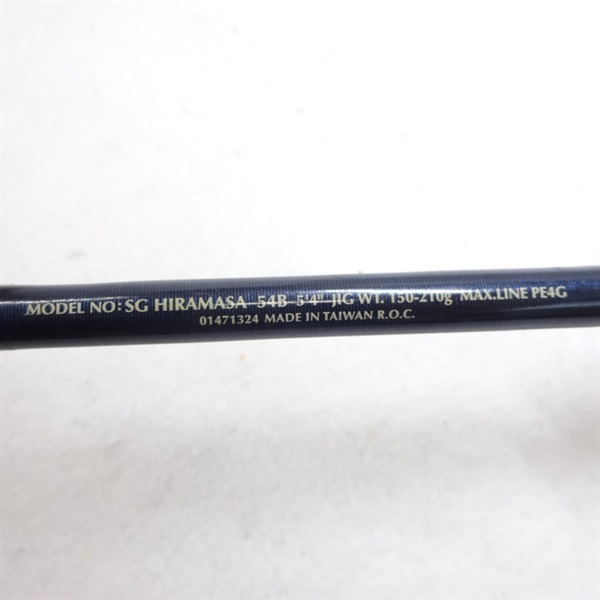 MODEL NO: SG HIRAMASA 54B 5'4" JIG WT. 150-210g MAX.LINE PE4G
01471324 MADE IN TAIWAN R.O.C.